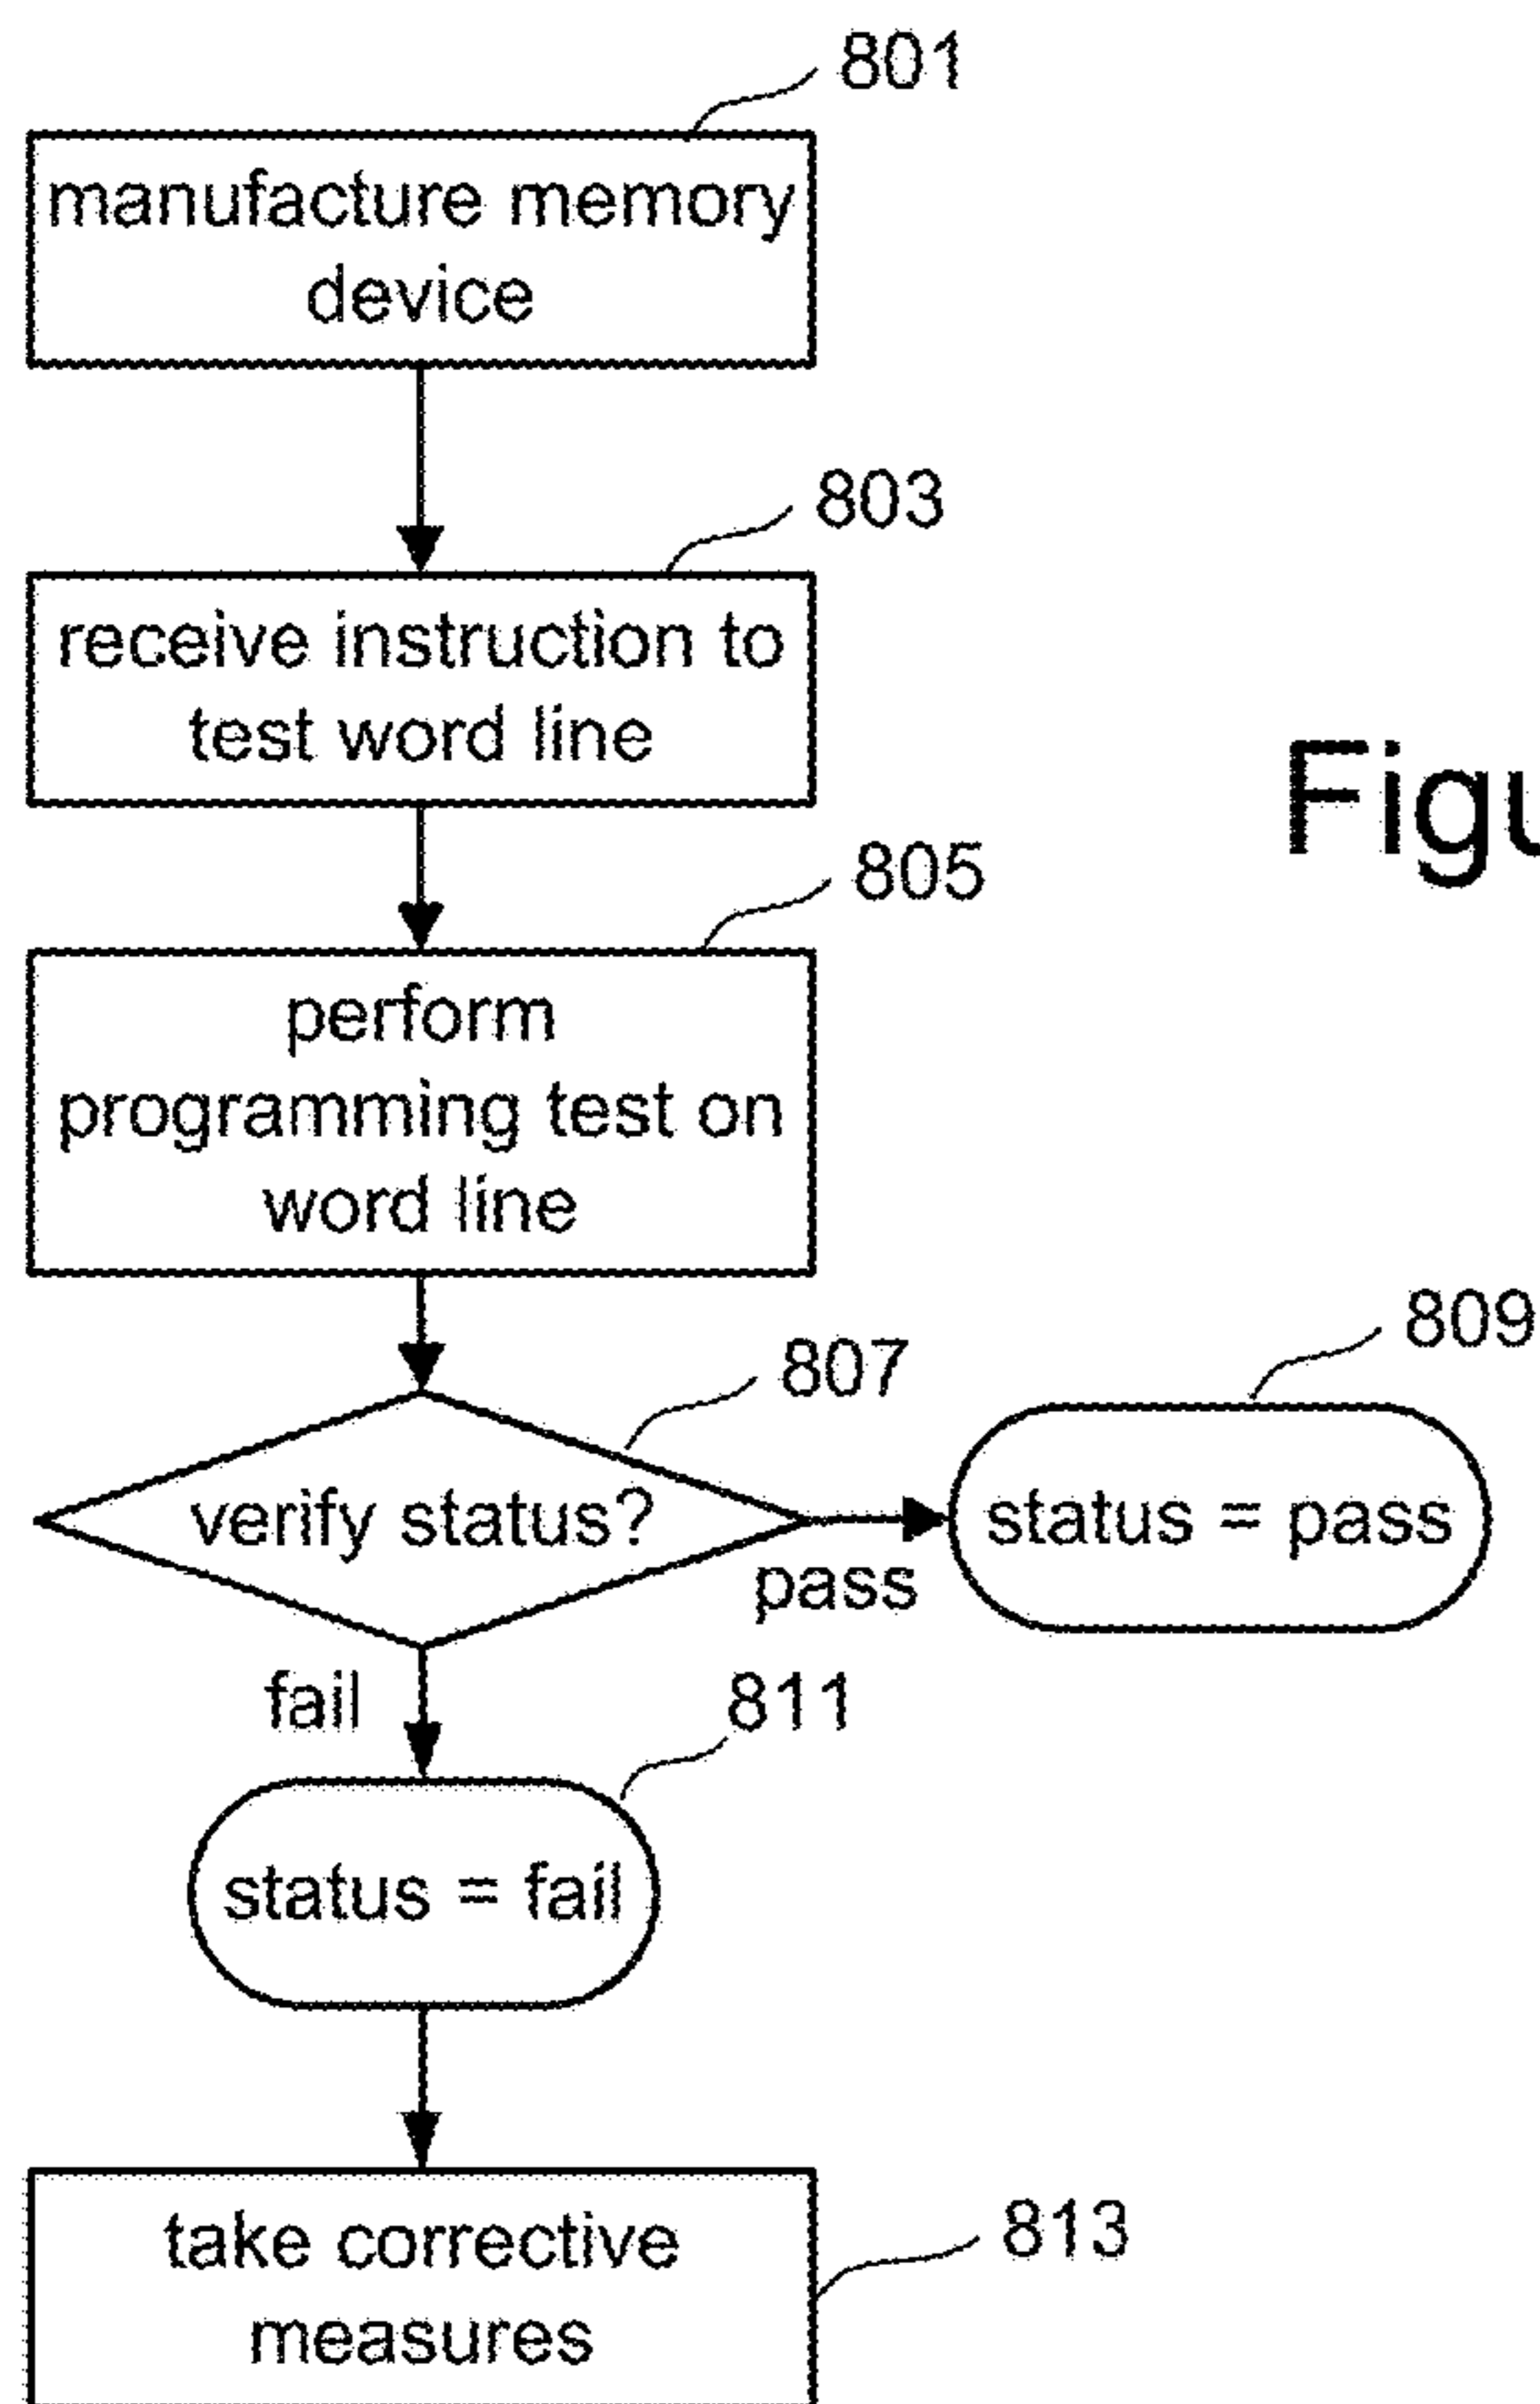 801
manufacture memory
device
803
receive instruction to
test word line
805
perform
programming test on
word line
807
verify status?
pass
809
status = pass
fail
811
status = fail
take corrective
measures
813